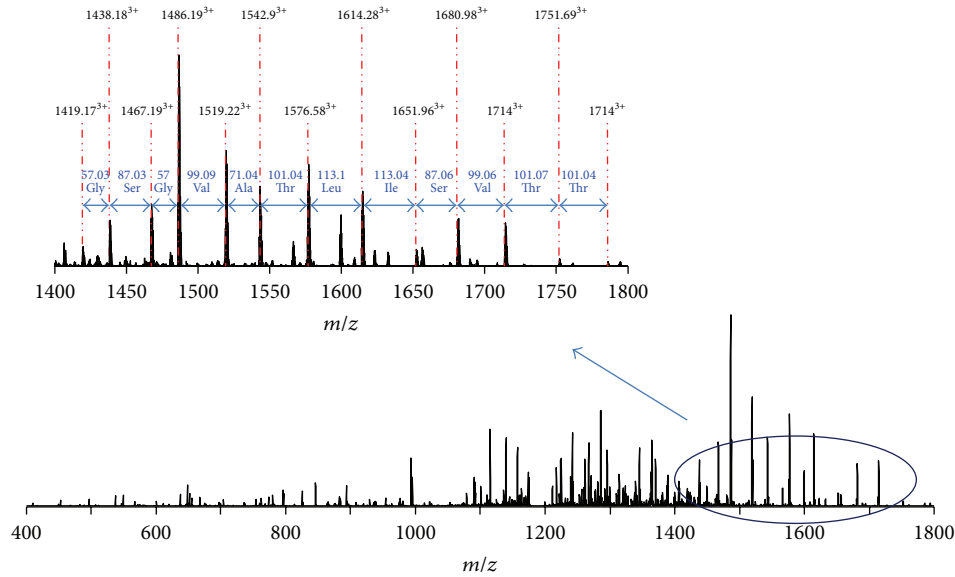 1438.18³⁺ 1486.19³⁺ 1542.9³⁺ 1614.28³⁺ 1680.98³⁺ 1751.69³⁺
1419.17³⁺ 1467.19³⁺ 1519.22³⁺ 1576.58³⁺ 1651.96³⁺ 1714³⁺ 1714³⁺
57.03 87.03 57 99.09 71.04 101.04 113.1 113.04 87.06 99.06 101.07 101.04
Gly Ser Gly Val Ala Thr Leu Ile Ser Val Thr Thr
1400 1450 1500 1550 1600 1650 1700 1750 1800
m/z
400 600 800 1000 1200 1400 1600 1800
m/z